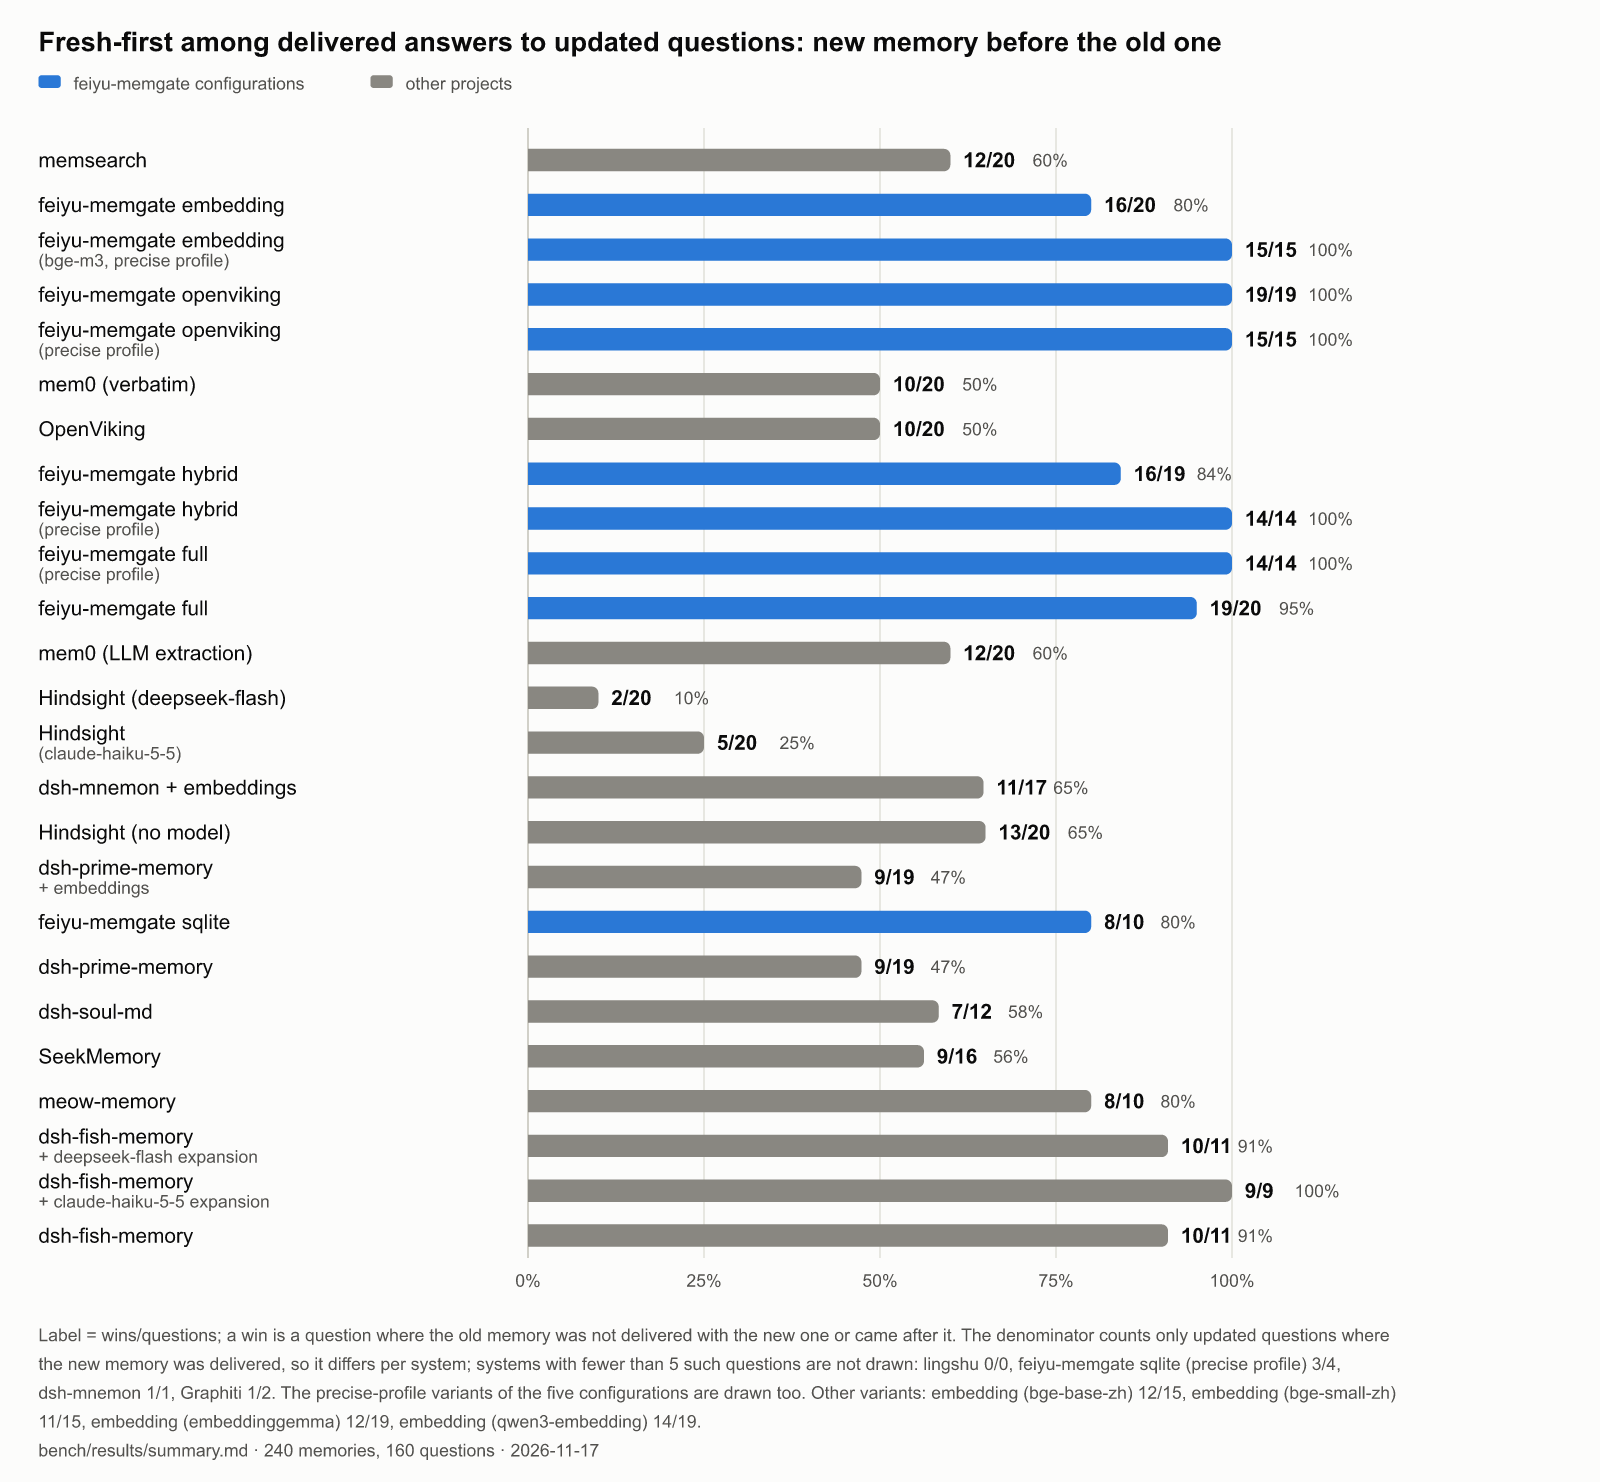 Fresh-first among delivered answers to updated questions: new memory before the old one
feiyu-memgate configurations
other projects
memsearch
12/20 60%
feiyu-memgate embedding
16/20 80%
feiyu-memgate embedding
(bge-m3, precise profile)
15/15 100%
feiyu-memgate openviking
19/19 100%
feiyu-memgate openviking
(precise profile)
15/15 100%
mem0 (verbatim)
10/20 50%
OpenViking
10/20 50%
feiyu-memgate hybrid
16/19 84%
feiyu-memgate hybrid
(precise profile)
14/14 100%
feiyu-memgate full
(precise profile)
14/14 100%
feiyu-memgate full
19/20 95%
mem0 (LLM extraction)
12/20 60%
Hindsight (deepseek-flash)
2/20 10%
Hindsight
(claude-haiku-5-5)
5/20 25%
dsh-mnemon + embeddings
11/17 65%
Hindsight (no model)
13/20 65%
dsh-prime-memory
+ embeddings
9/19 47%
feiyu-memgate sqlite
8/10 80%
dsh-prime-memory
9/19 47%
dsh-soul-md
7/12 58%
SeekMemory
9/16 56%
meow-memory
8/10 80%
dsh-fish-memory
+ deepseek-flash expansion
10/11 91%
dsh-fish-memory
+ claude-haiku-5-5 expansion
9/9 100%
dsh-fish-memory
10/11 91%
0% 25% 50% 75% 100%
Label = wins/questions; a win is a question where the old memory was not delivered with the new one or came after it. The denominator counts only updated questions where
the new memory was delivered, so it differs per system; systems with fewer than 5 such questions are not drawn: lingshu 0/0, feiyu-memgate sqlite (precise profile) 3/4,
dsh-mnemon 1/1, Graphiti 1/2. The precise-profile variants of the five configurations are drawn too. Other variants: embedding (bge-base-zh) 12/15, embedding (bge-small-zh)
11/15, embedding (embeddinggemma) 12/19, embedding (qwen3-embedding) 14/19.
bench/results/summary.md · 240 memories, 160 questions · 2026-11-17